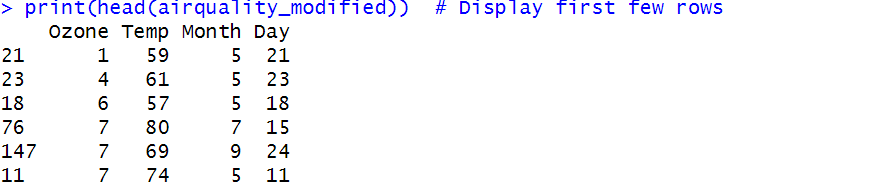 > print(head(airquality_modified))  # Display first few rows
    Ozone Temp Month Day
21      1   59     5  21
23      4   61     5  23
18      6   57     5  18
76      7   80     7  15
147     7   69     9  24
11      7   74     5  11